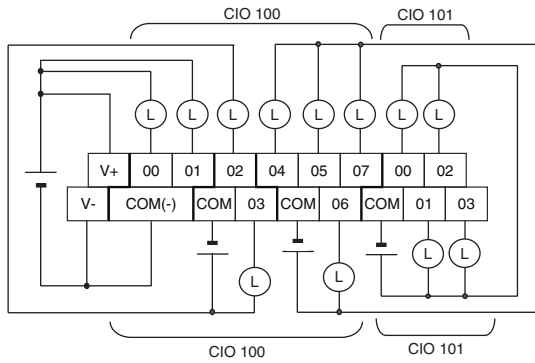 CIO 100 CIO 101
L L L L L L L L
V+ 00 01 02 04 05 07 00 02
V- COM(-) COM 03 COM 06 COM 01 03
L L L L
CIO 100 CIO 101